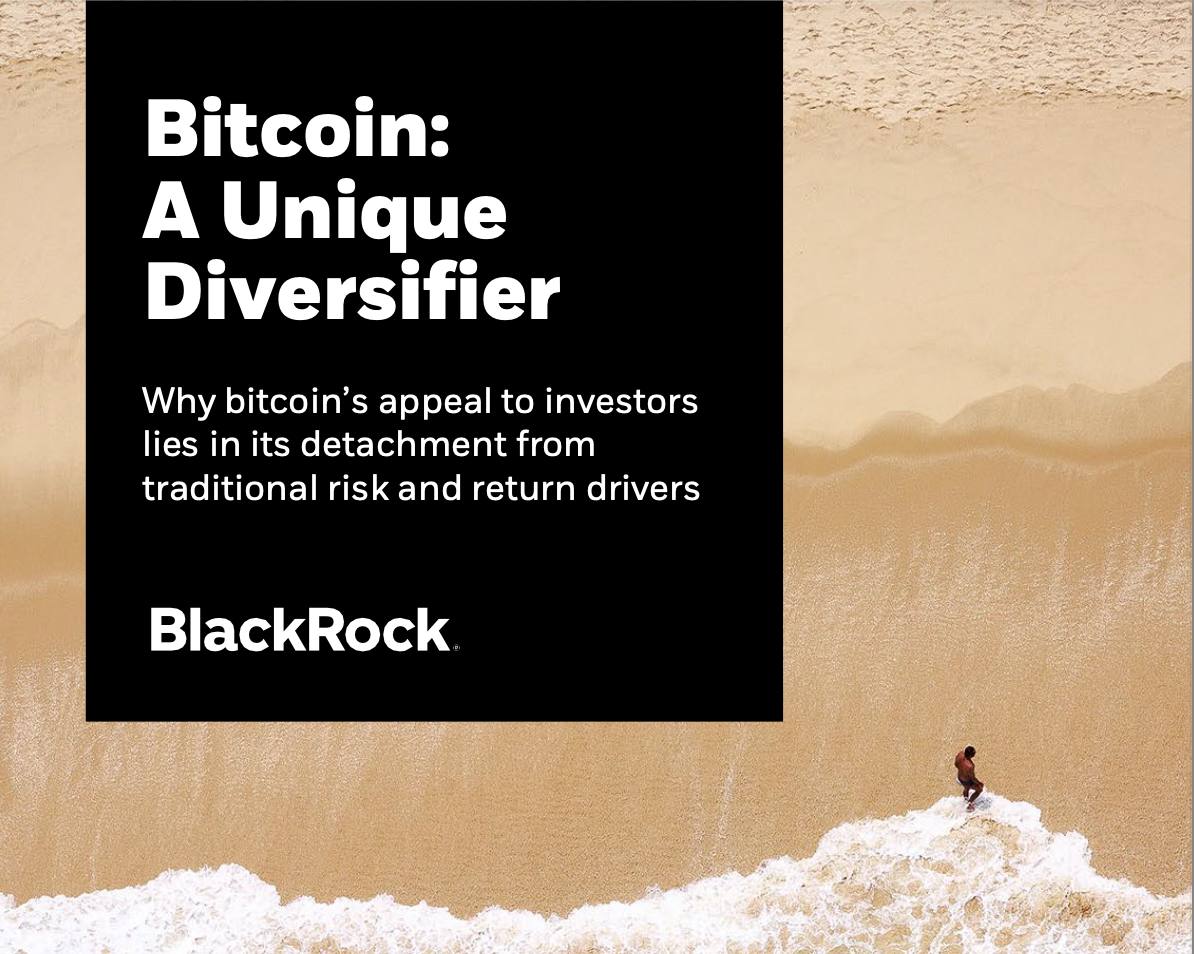 Bitcoin:
A Unique
Diversifier
Why bitcoin’s appeal to investors
lies in its detachment from
traditional risk and return drivers
BlackRock®